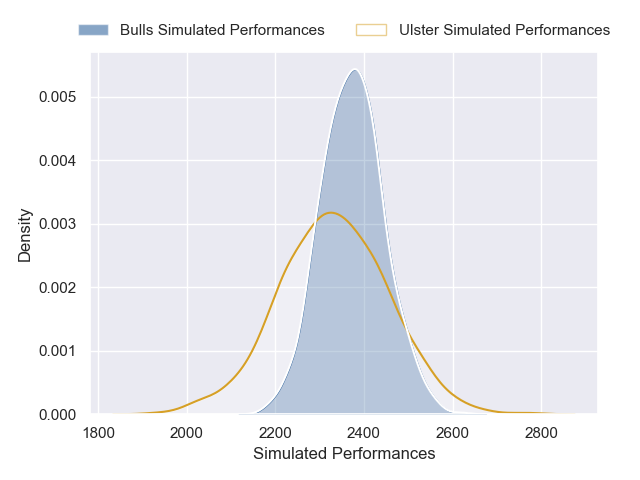 Bulls Simulated Performances Ulster Simulated Performances
Density
0.005
0.004
0.003
0.002
0.001
0.000
1800 2000 2200 2400 2600 2800
Simulated Performances